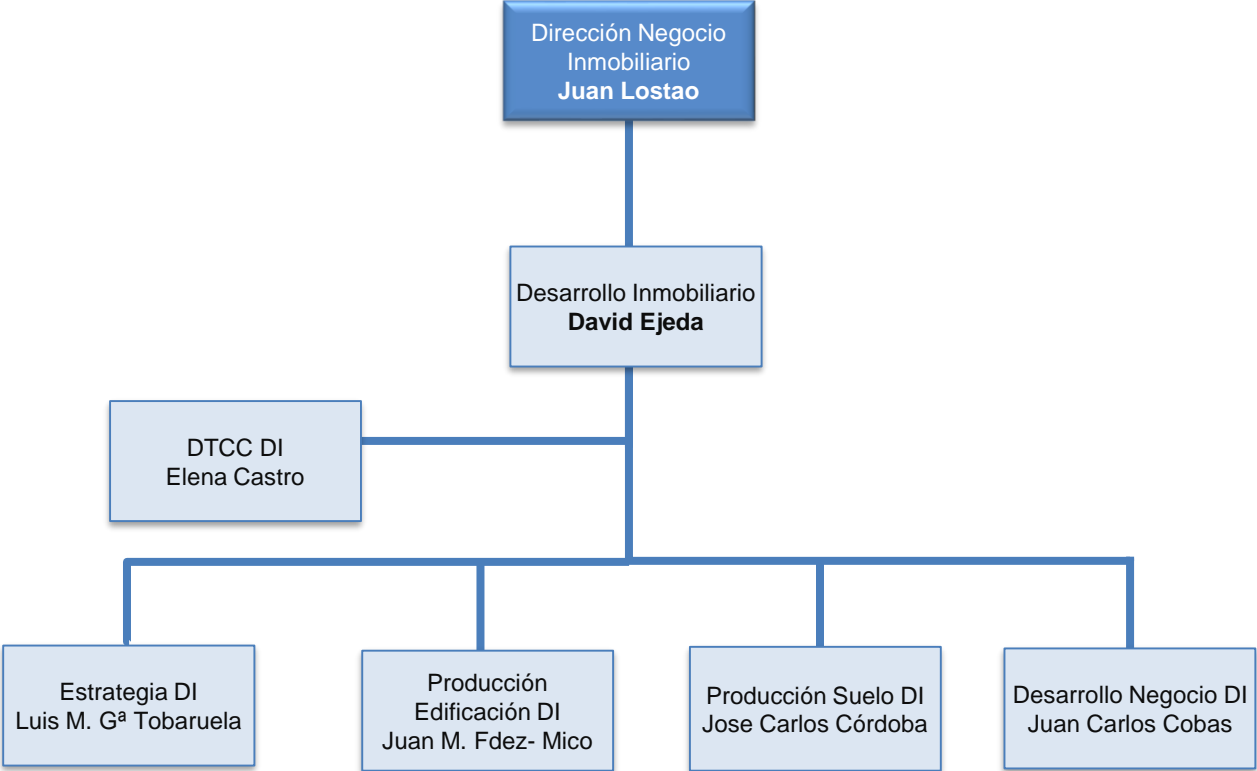 Dirección Negocio
Inmobiliario
Juan Lostao
Desarrollo Inmobiliario
David Ejeda
DTCC DI
Elena Castro
Estrategia DI
Luis M. Gª Tobaruela
Producción
Edificación DI
Juan M. Fdez- Mico
Producción Suelo DI
Jose Carlos Córdoba
Desarrollo Negocio DI
Juan Carlos Cobas